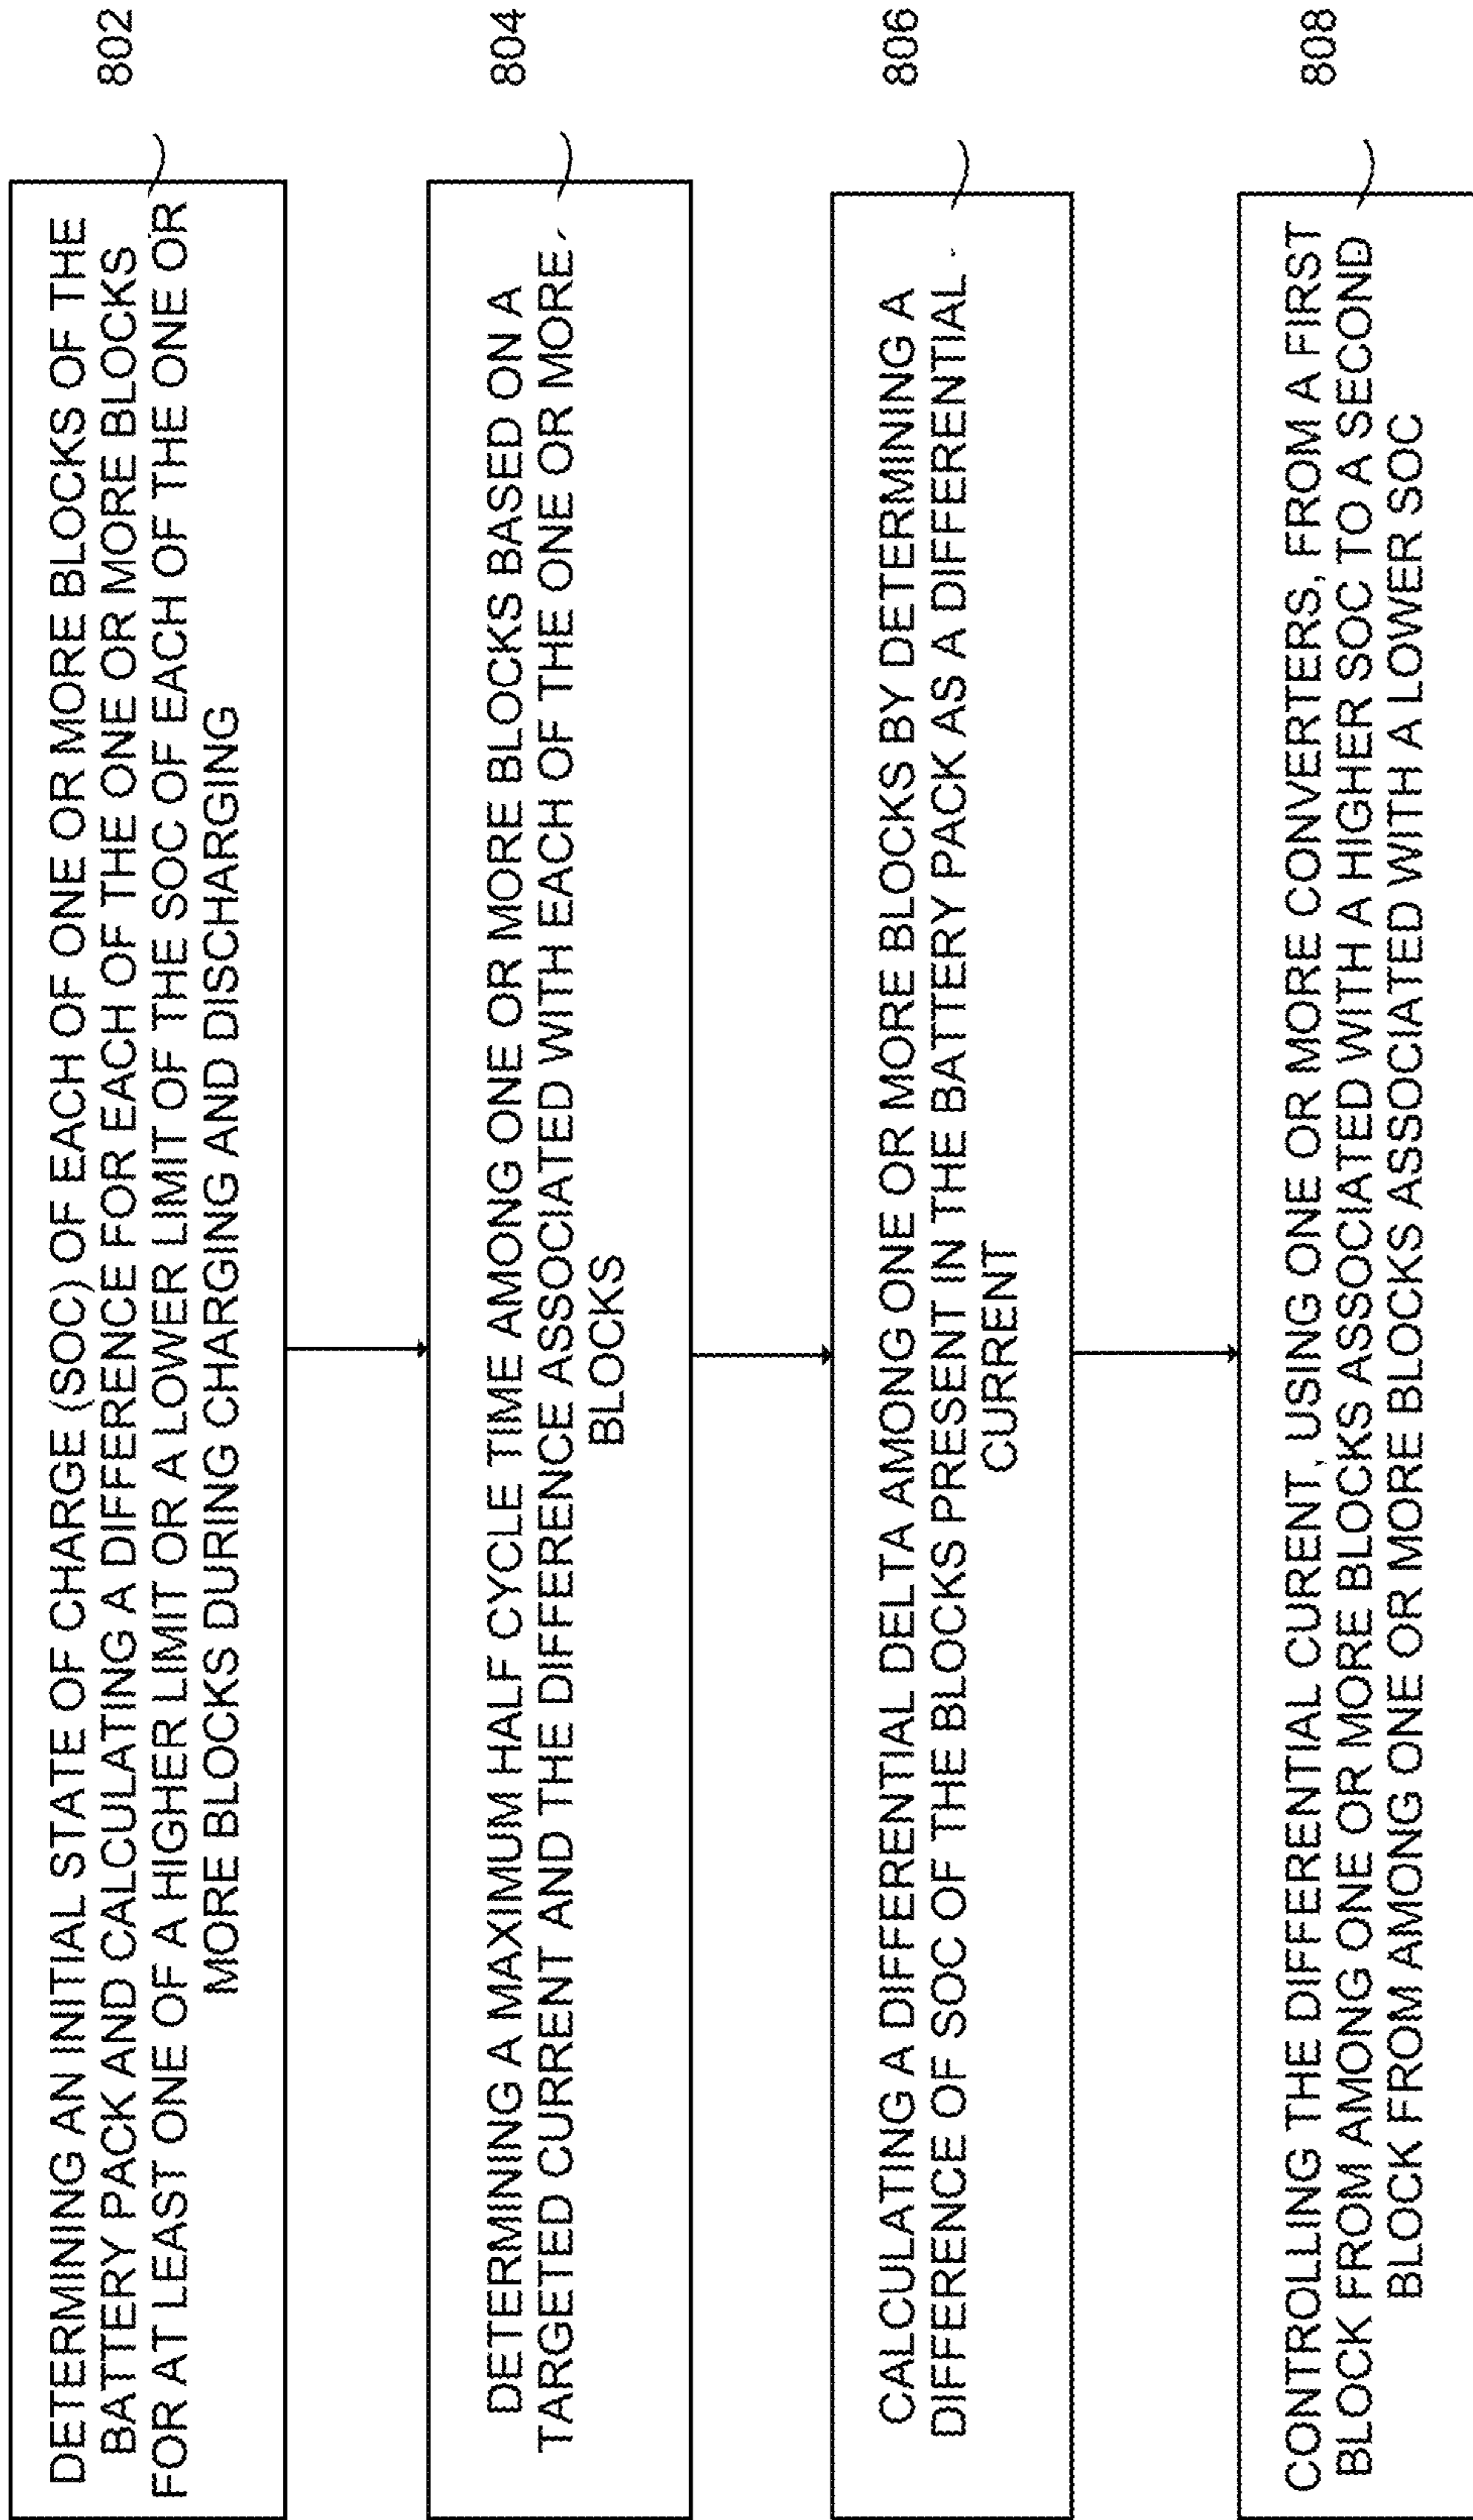 DETERMINING AN INITIAL STATE OF CHARGE (SOC) OF EACH OF ONE OR MORE BLOCKS OF THE
BATTERY PACK AND CALCULATING A DIFFERENCE FOR EACH OF THE ONE OR MORE BLOCKS
FOR AT LEAST ONE OF A HIGHER LIMIT OR A LOWER LIMIT OF THE SOC OF EACH OF THE ONE OR
MORE BLOCKS DURING CHARGING AND DISCHARGING
802
DETERMINING A MAXIMUM HALF CYCLE TIME AMONG ONE OR MORE BLOCKS BASED ON A
TARGETED CURRENT AND THE DIFFERENCE ASSOCIATED WITH EACH OF THE ONE OR MORE
BLOCKS
804
CALCULATING A DIFFERENTIAL DELTA AMONG ONE OR MORE BLOCKS BY DETERMINING A
DIFFERENCE OF SOC OF THE BLOCKS PRESENT IN THE BATTERY PACK AS A DIFFERENTIAL
CURRENT
806
CONTROLLING THE DIFFERENTIAL CURENT, USING ONE OR MORE CONVERTERS, FROM A FIRST
BLOCK FROM AMONG ONE OR MORE BLOCKS ASSOCIATED WITH A HIGHER SOC TO A SECOND
BLOCK FROM AMONG ONE OR MORE BLOCKS ASSOCIATED WITH A LOWER SOC
808